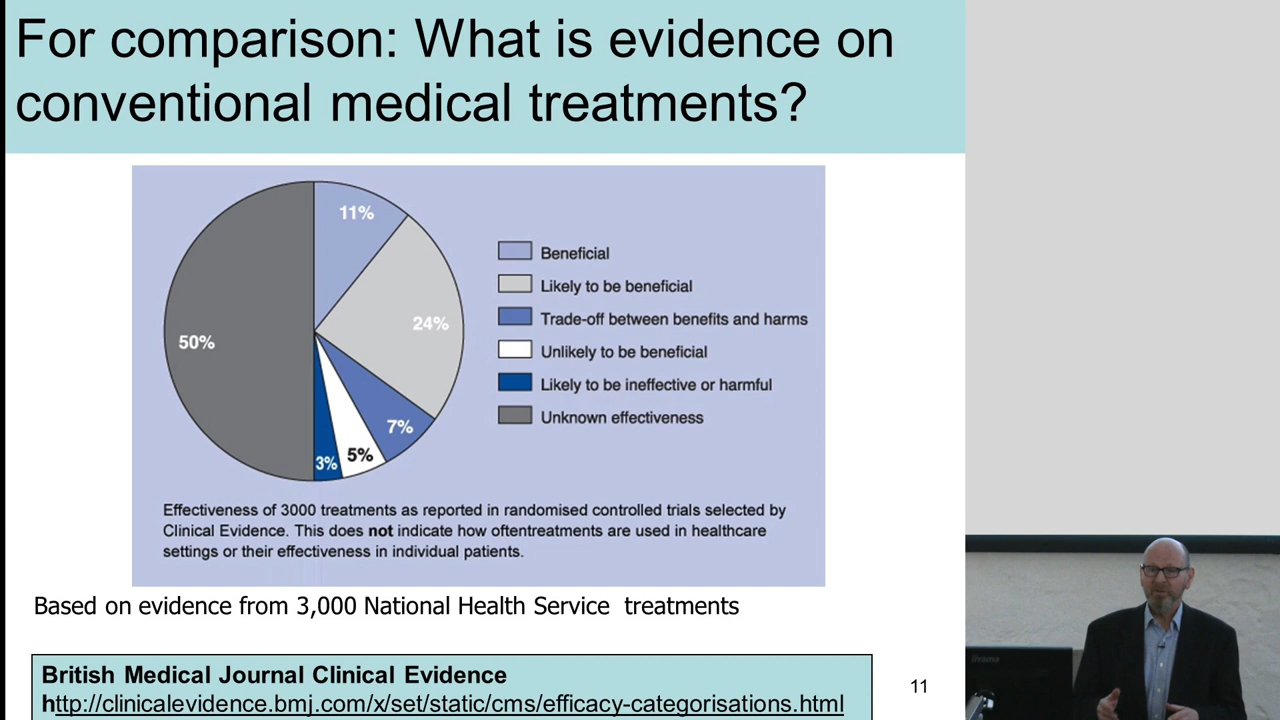 For comparison: What is evidence on
conventional medical treatments?
11%
24%
50%
7%
5%
3%
Beneficial
Likely to be beneficial
Trade-off between benefits and harms
Unlikely to be beneficial
Likely to be ineffective or harmful
Unknown effectiveness
Effectiveness of 3000 treatments as reported in randomised controlled trials selected by
Clinical Evidence. This does not indicate how oftentreatments are used in healthcare
settings or their effectiveness in individual patients.
Based on evidence from 3,000 National Health Service treatments
British Medical Journal Clinical Evidence
http://clinicalevidence.bmj.com/x/set/static/cms/efficacy-categorisations.html
11